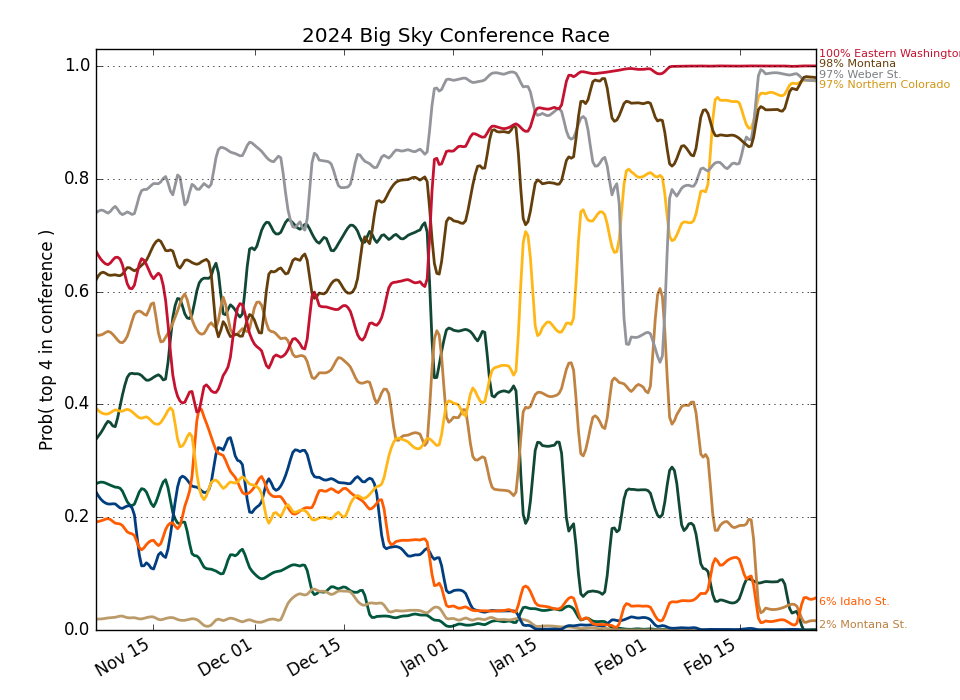 2024 Big Sky Conference Race
100% Eastern Washington
98% Montana
97% Weber St.
97% Northern Colorado
1.0
0.8
0.6
0.4
0.2
0.0
Prob( top 4 in conference )
6% Idaho St.
2% Montana St.
Nov 15
Dec 01
Dec 15
Jan 01
Jan 15
Feb 01
Feb 15